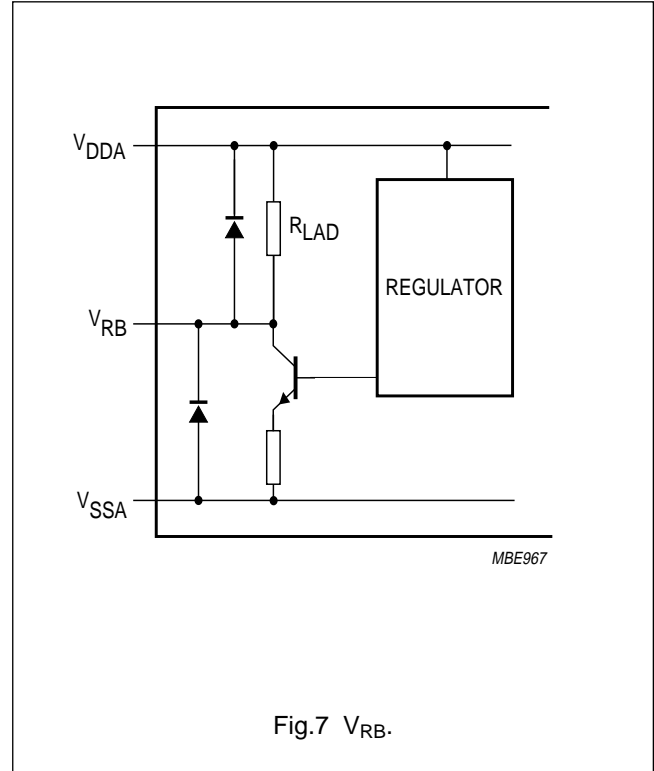 VDDA
RLAD
REGULATOR
VRB
VSSA
MBE967
Fig.7 VRB.